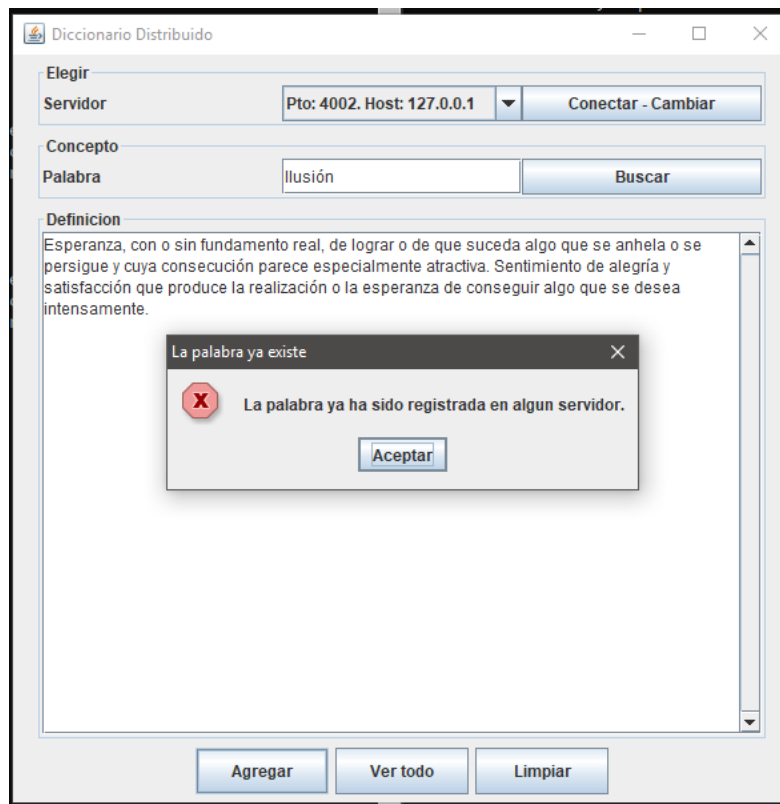 Diccionario Distribuido
Elegir
Servidor Pto: 4002. Host: 127.0.0.1 Conectar - Cambiar
Concepto
Palabra Ilusión Buscar
Definicion
Esperanza, con o sin fundamento real, de lograr o de que suceda algo que se anhela o se
persigue y cuya consecución parece especialmente atractiva. Sentimiento de alegría y
satisfacción que produce la realización o la esperanza de conseguir algo que se desea
intensamente.
La palabra ya existe
La palabra ya ha sido registrada en algun servidor.
Aceptar
Agregar Ver todo Limpiar